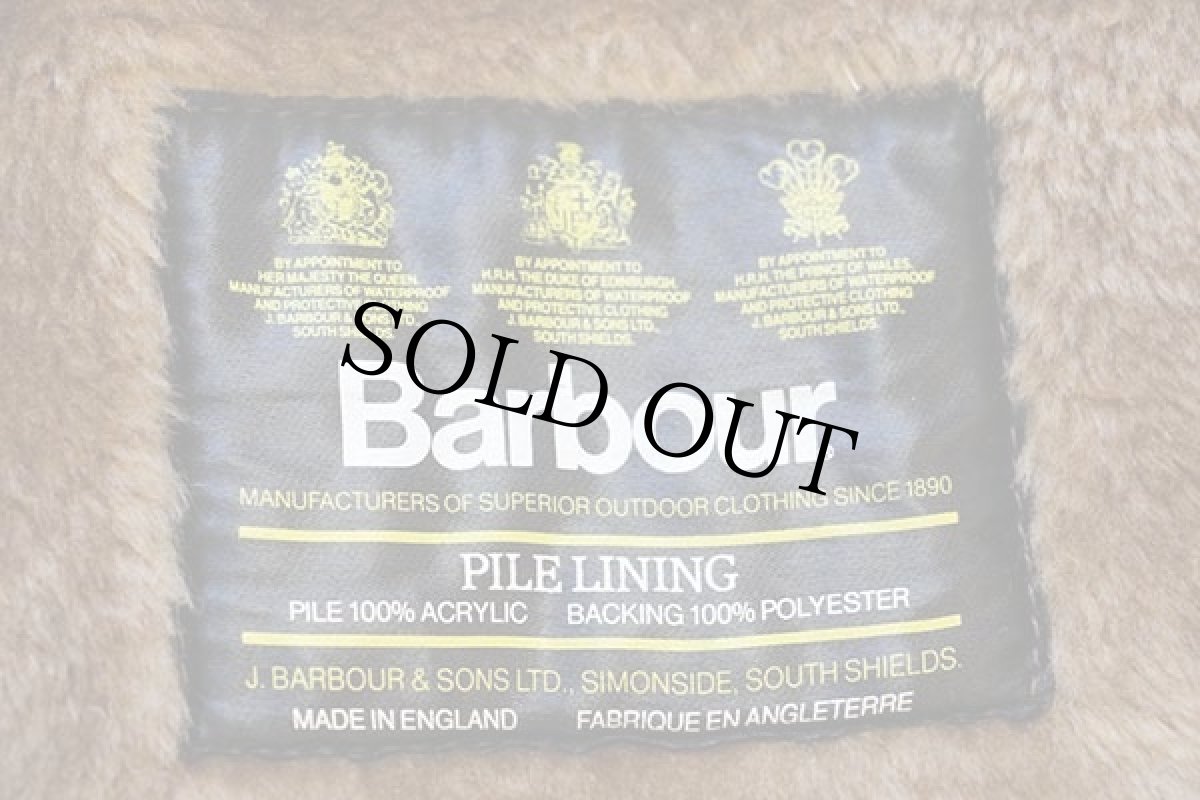 BY APPOINTMENT TO
HER MAJESTY THE QUEEN.
MANUFACTURERS OF WATERPROOF
AND PROTECTIVE CLOTHING
J. BARBOUR & SONS LTD.,
SOUTH SHIELDS.
BY APPOINTMENT TO
H.R.H. THE DUKE OF EDINBURGH.
MANUFACTURERS OF WATERPROOF
AND PROTECTIVE CLOTHING
J. BARBOUR & SONS LTD.,
SOUTH SHIELDS.
BY APPOINTMENT TO
H.R.H. THE PRINCE OF WALES.
MANUFACTURERS OF WATERPROOF
AND PROTECTIVE CLOTHING
J. BARBOUR & SONS LTD.,
SOUTH SHIELDS.
SOLD OUT
Barbour
MANUFACTURERS OF SUPERIOR OUTDOOR CLOTHING SINCE 1890
PILE LINING
PILE 100% ACRYLIC BACKING 100% POLYESTER
J. BARBOUR & SONS LTD., SIMONSIDE, SOUTH SHIELDS.
MADE IN ENGLAND FABRIQUE EN ANGLETERRE